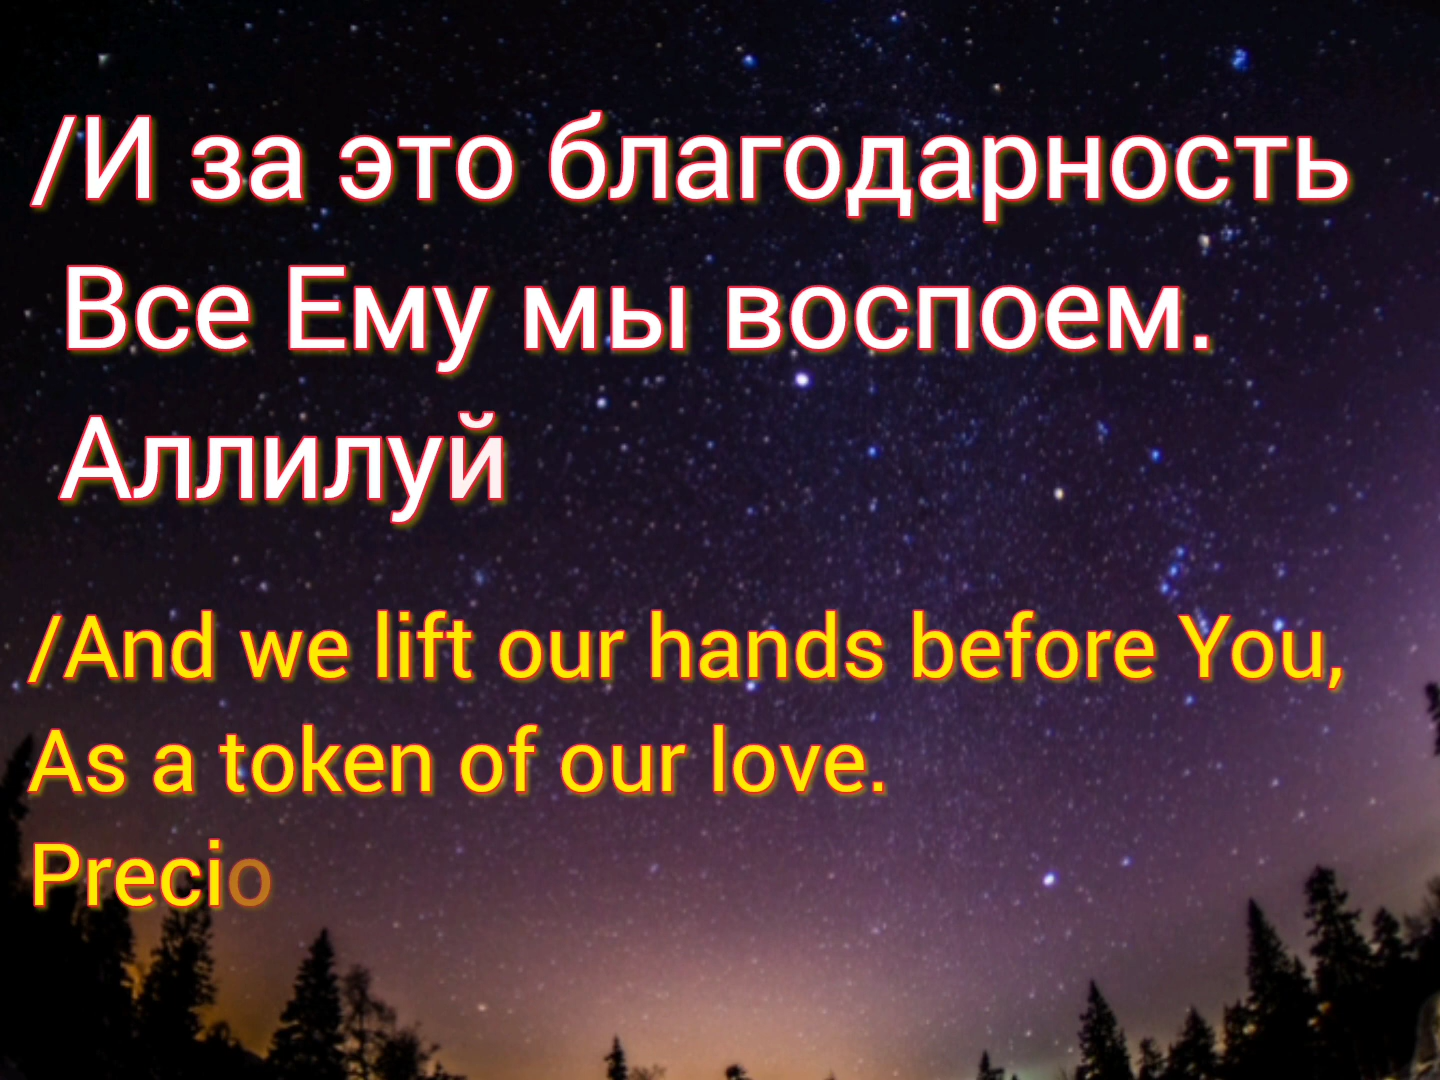 /И за это благодарность
Все Ему мы воспоем.
Аллилуй
/And we lift our hands before You,
As a token of our love.
Precio